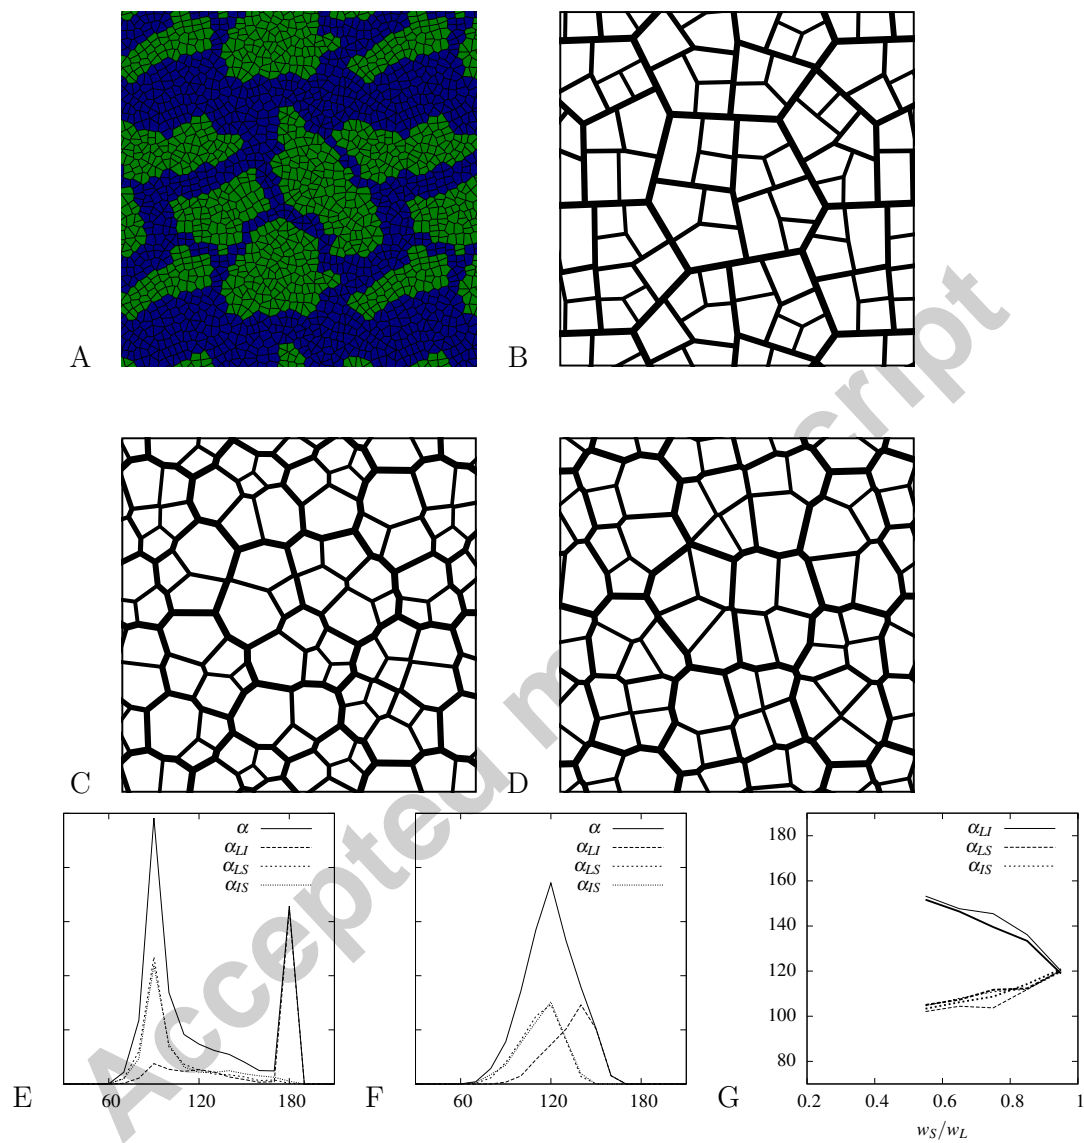 A
B
C
D
Accepted manuscript
E
α
α_LI
α_LS
α_IS
60
120
180
F
α
α_LI
α_LS
α_IS
60
120
180
G
180
160
140
120
100
80
α_LI
α_LS
α_IS
0.2
0.4
0.6
0.8
1
w_S/w_L